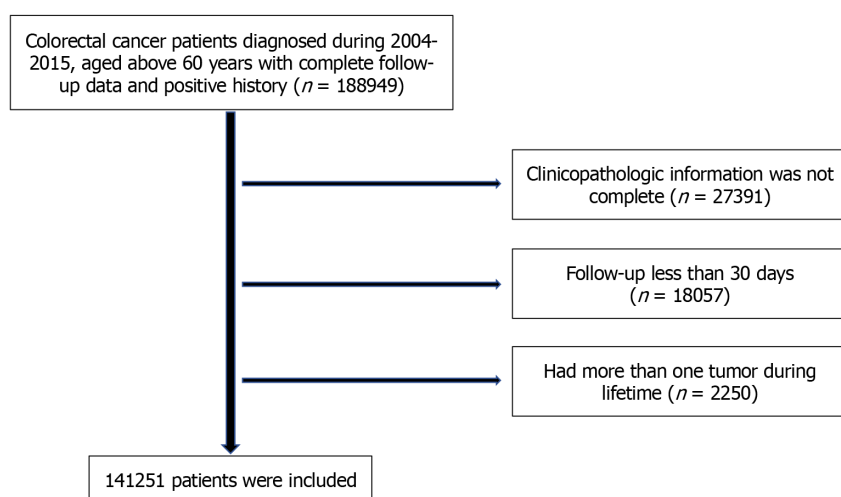 Colorectal cancer patients diagnosed during 2004-
2015, aged above 60 years with complete follow-
up data and positive history (n = 188949)
Clinicopathologic information was not
complete (n = 27391)
Follow-up less than 30 days
(n = 18057)
Had more than one tumor during
lifetime (n = 2250)
141251 patients were included